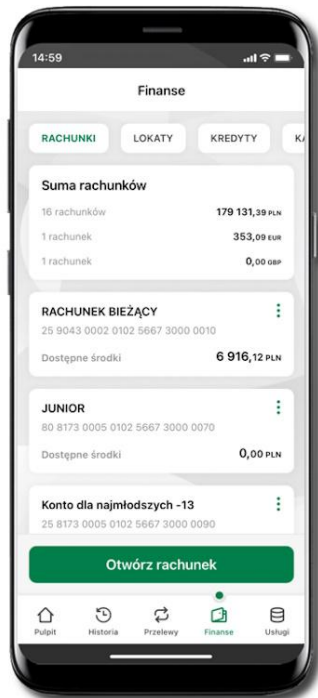 14:59
Finanse
RACHUNKI LOKATY KREDYTY KA
Suma rachunków
16 rachunków 179 131,39 PLN
1 rachunek 353,09 EUR
1 rachunek 0,00 GBP
RACHUNEK BIEŻĄCY
25 9043 0002 0102 5667 3000 0010
Dostępne środki 6 916,12 PLN
JUNIOR
80 8173 0005 0102 5667 3000 0070
Dostępne środki 0,00 PLN
Konto dla najmłodszych -13
25 8173 0005 0102 5667 3000 0090
Otwórz rachunek
Pulpit Historia Przelewy Finanse Usługi